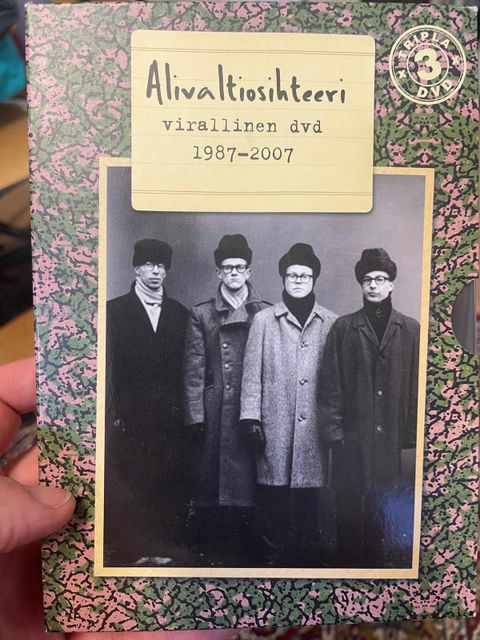 Alivaltiosihteeri
virallinen dvd
1987-2007
TRIPLA
3
DVD